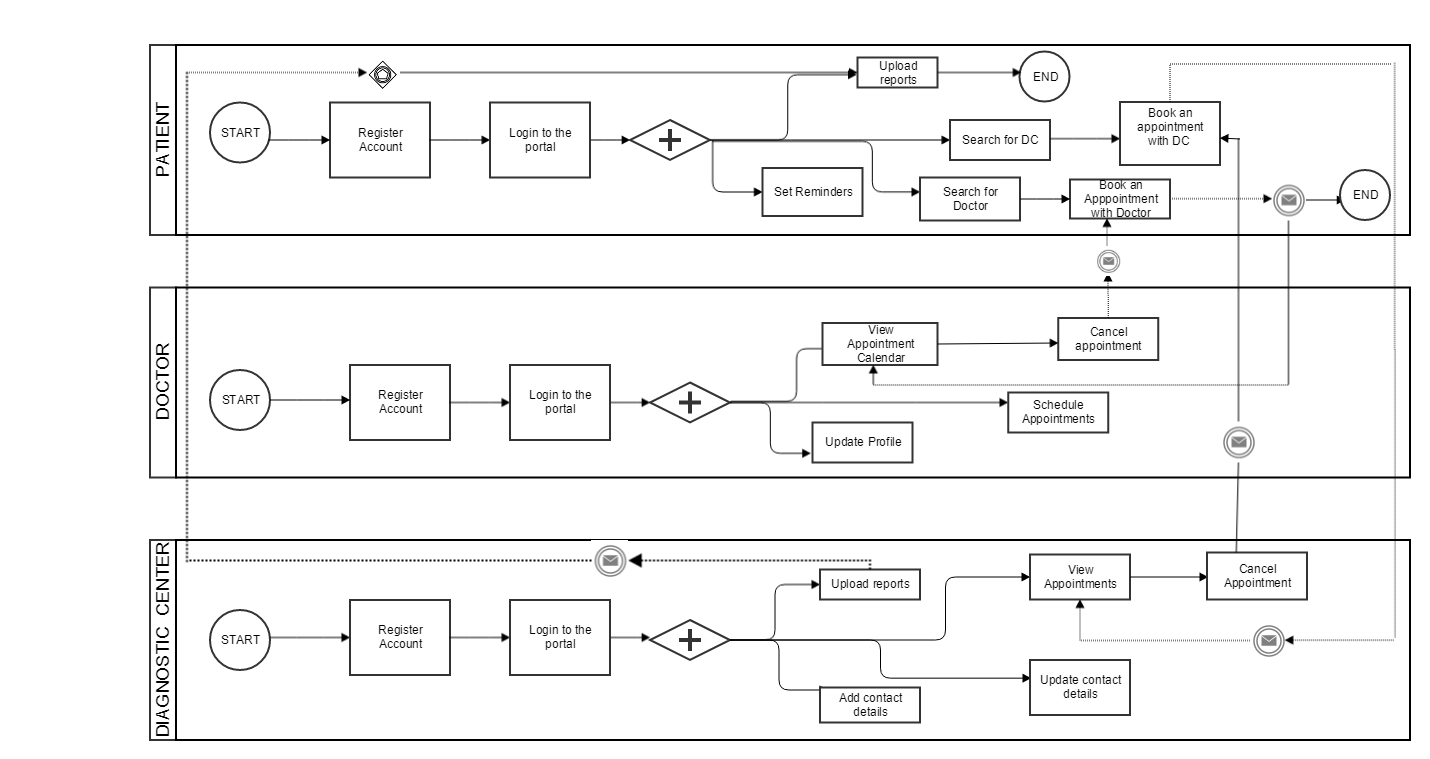 PATIENT
START
Register
Account
Login to the
portal
Upload
reports
END
Search for DC
Book an
appointment
with DC
Set Reminders
Search for
Doctor
Book an
Apppointment
with Doctor
END
DOCTOR
START
Register
Account
Login to the
portal
View
Appointment
Calendar
Cancel
appointment
Schedule
Appointments
Update Profile
DIAGNOSTIC CENTER
START
Register
Account
Login to the
portal
Upload reports
View
Appointments
Cancel
Appointment
Add contact
details
Update contact
details